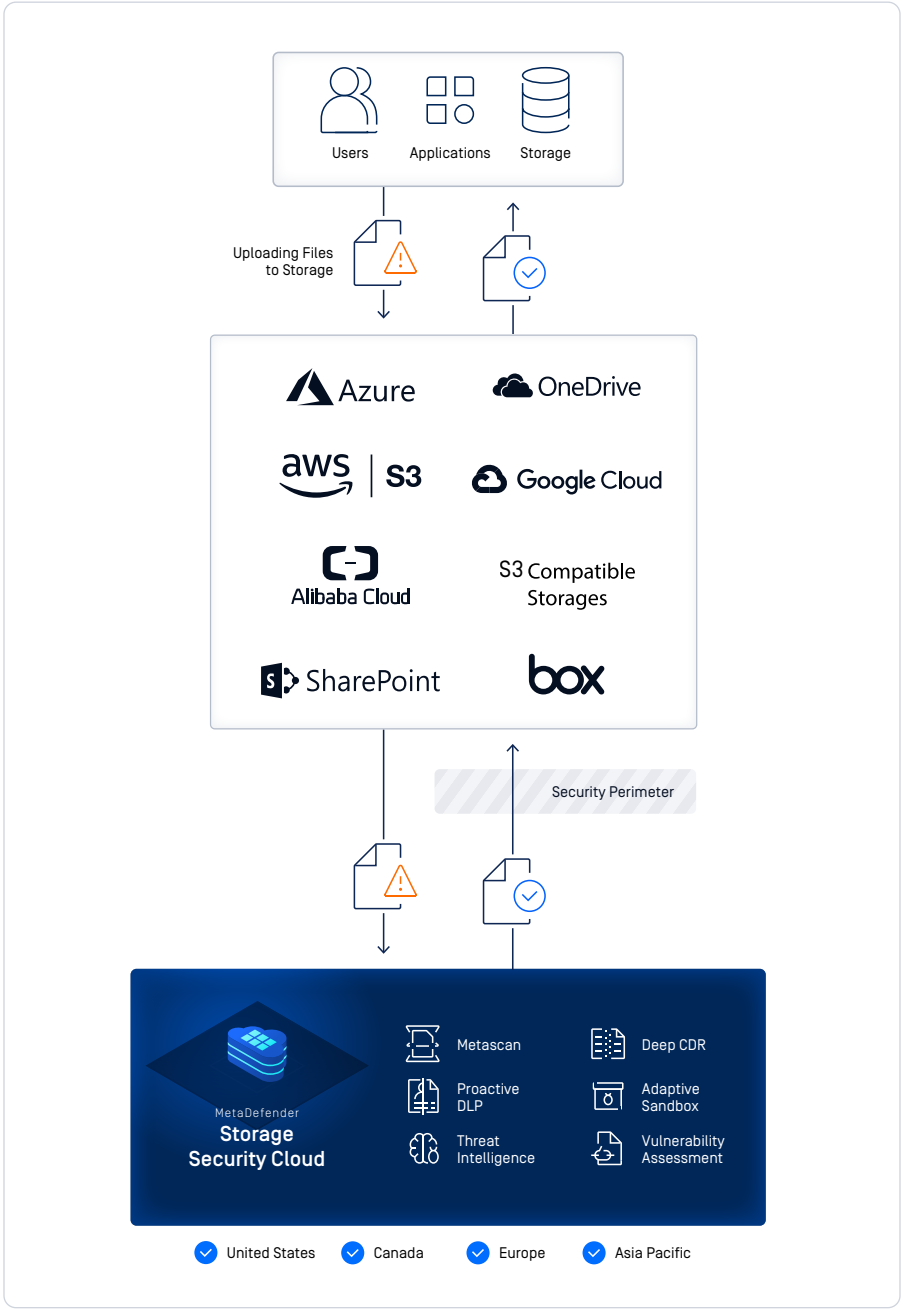 Users
Applications
Storage
Uploading Files
to Storage
Azure
OneDrive
aws S3
Google Cloud
Alibaba Cloud
S3 Compatible
Storages
S SharePoint
box
Security Perimeter
MetaDefender
Storage
Security Cloud
Metascan
Deep CDR
Proactive
DLP
Adaptive
Sandbox
Threat
Intelligence
Vulnerability
Assessment
United States
Canada
Europe
Asia Pacific